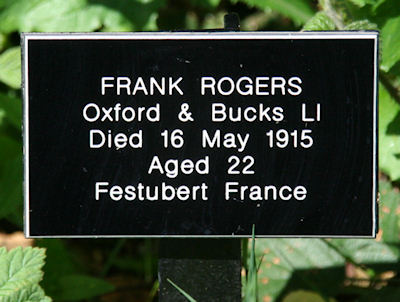 FRANK ROGERS
Oxford & Bucks LI
Died 16 May 1915
Aged 22
Festubert France